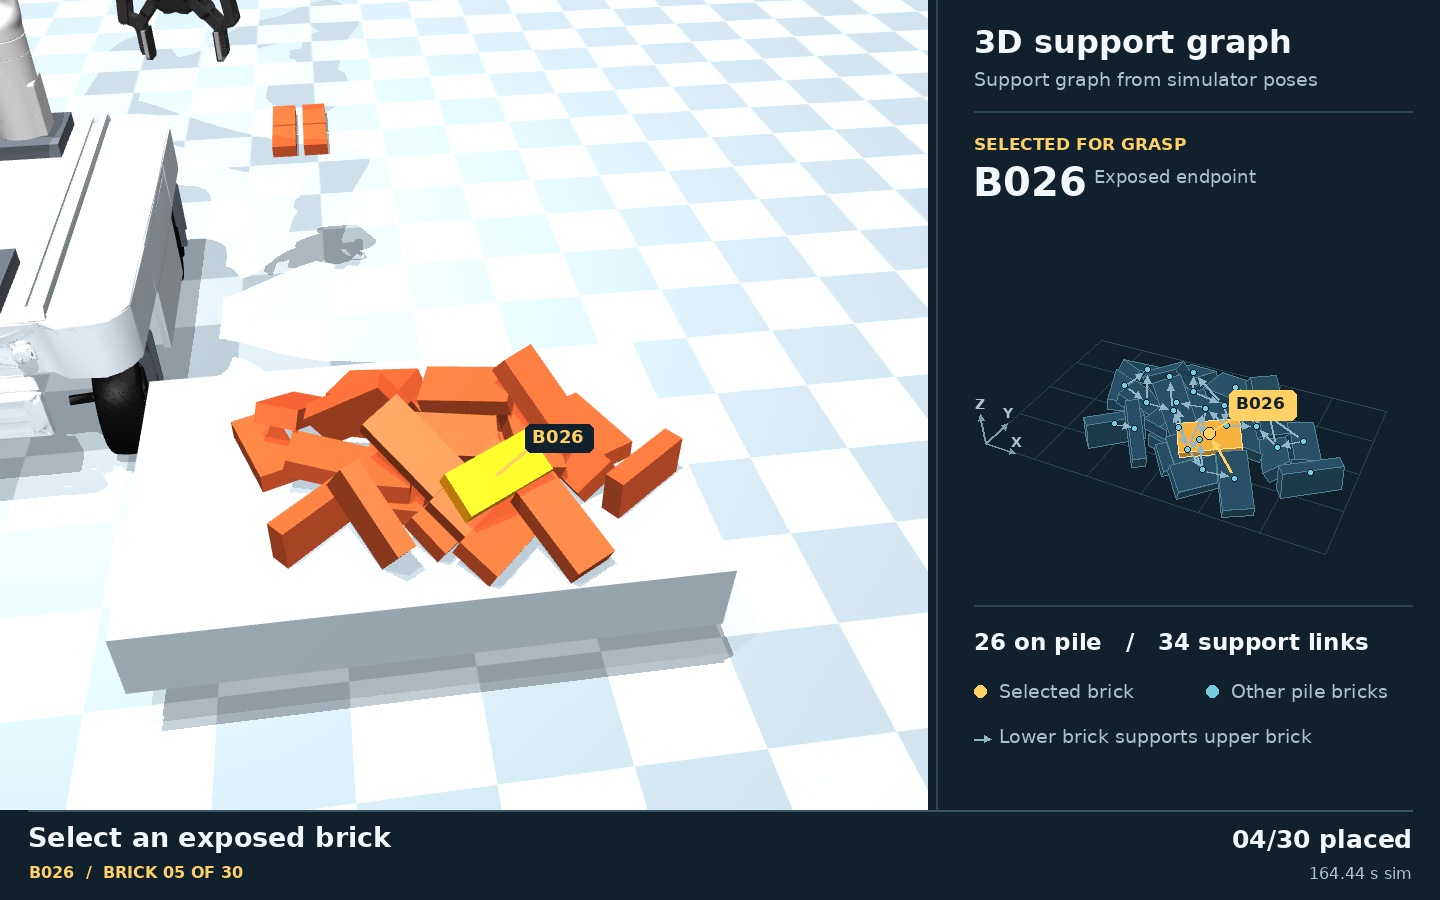 3D support graph
Support graph from simulator poses
SELECTED FOR GRASP
B026 Exposed endpoint
B026
B026
Z
Y
X
26 on pile / 34 support links
Selected brick
Other pile bricks
Lower brick supports upper brick
Select an exposed brick
B026 / BRICK 05 OF 30
04/30 placed
164.44 s sim